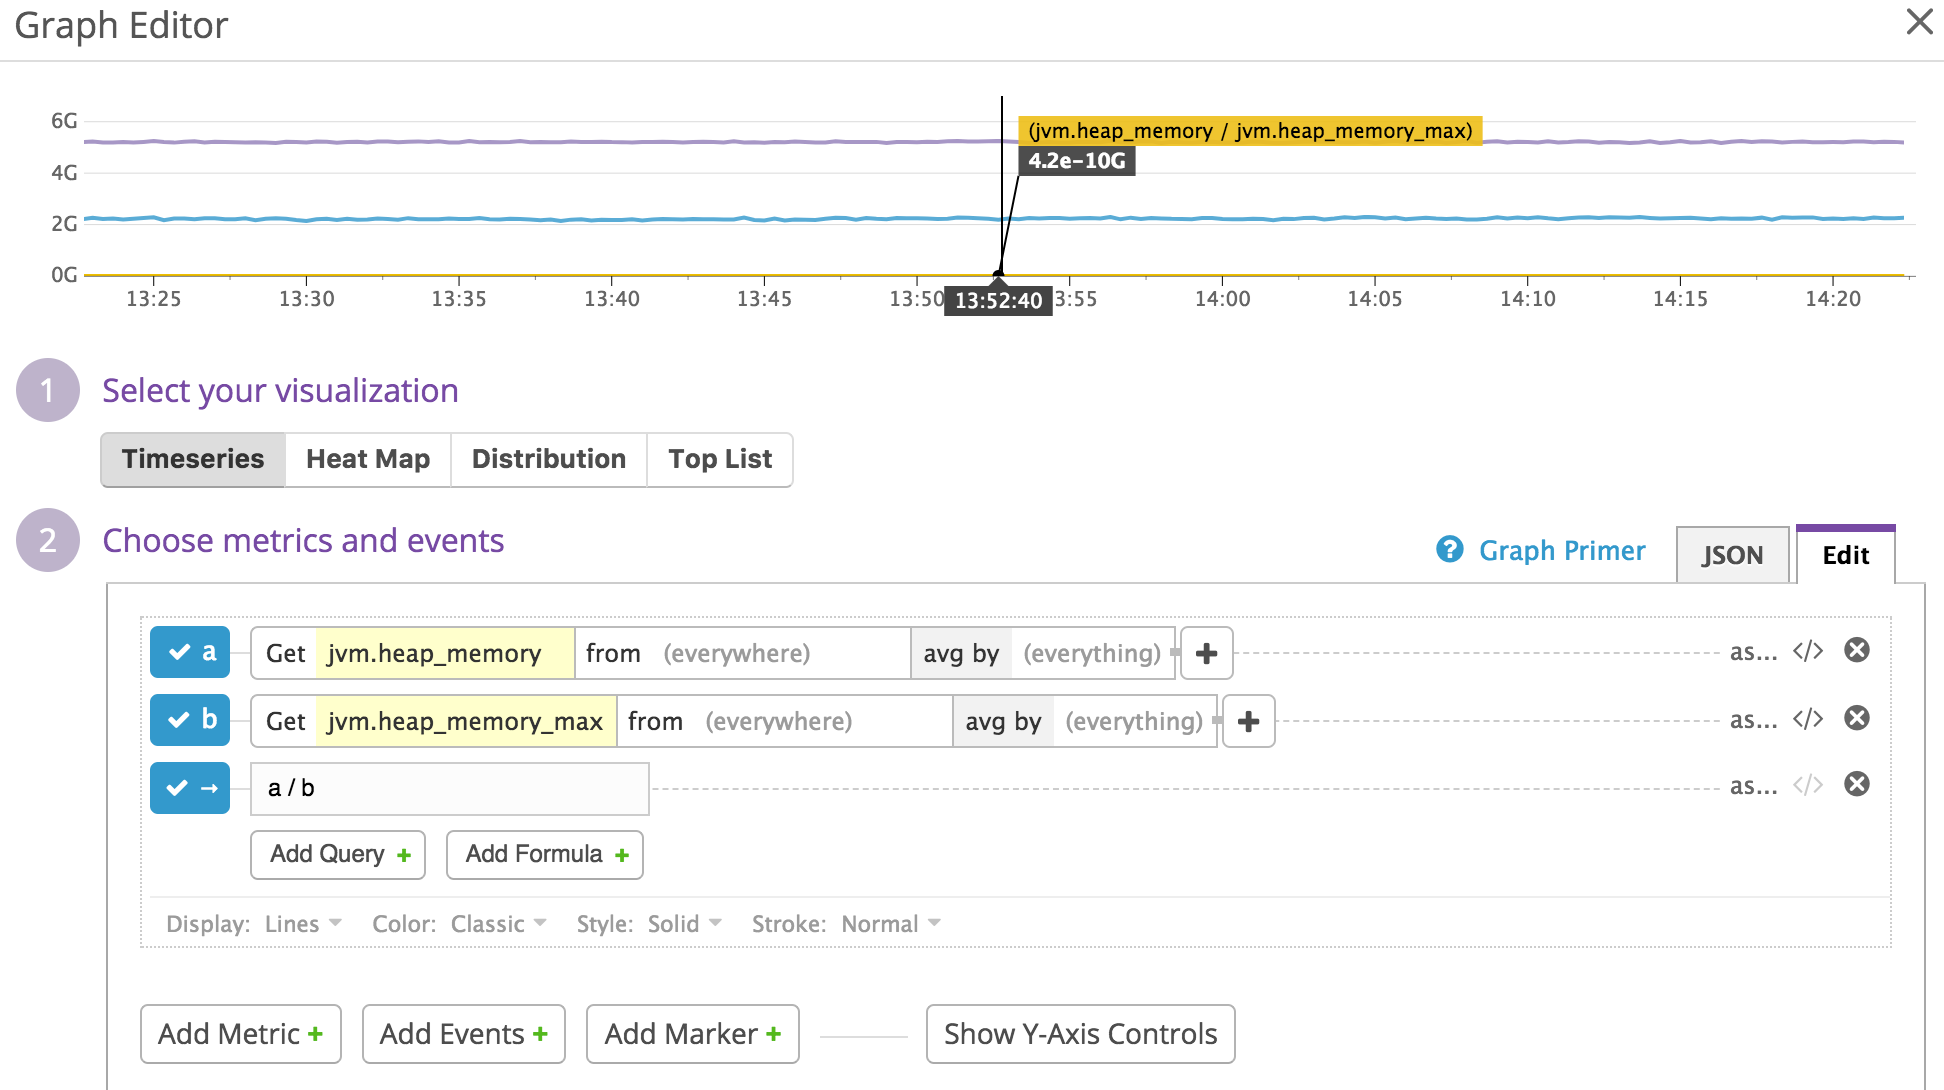 Graph Editor
6G
4G
2G
0G
(jvm.heap_memory / jvm.heap_memory_max)
4.2e-10G
13:25 13:30 13:35 13:40 13:45 13:50 13:52:40 3:55 14:00 14:05 14:10 14:15 14:20
1 Select your visualization
Timeseries Heat Map Distribution Top List
2 Choose metrics and events
? Graph Primer JSON Edit
a Get jvm.heap_memory from (everywhere) avg by (everything) + as... </>
b Get jvm.heap_memory_max from (everywhere) avg by (everything) + as... </>
→ a / b as... </>
Add Query + Add Formula +
Display: Lines Color: Classic Style: Solid Stroke: Normal
Add Metric + Add Events + Add Marker + Show Y-Axis Controls